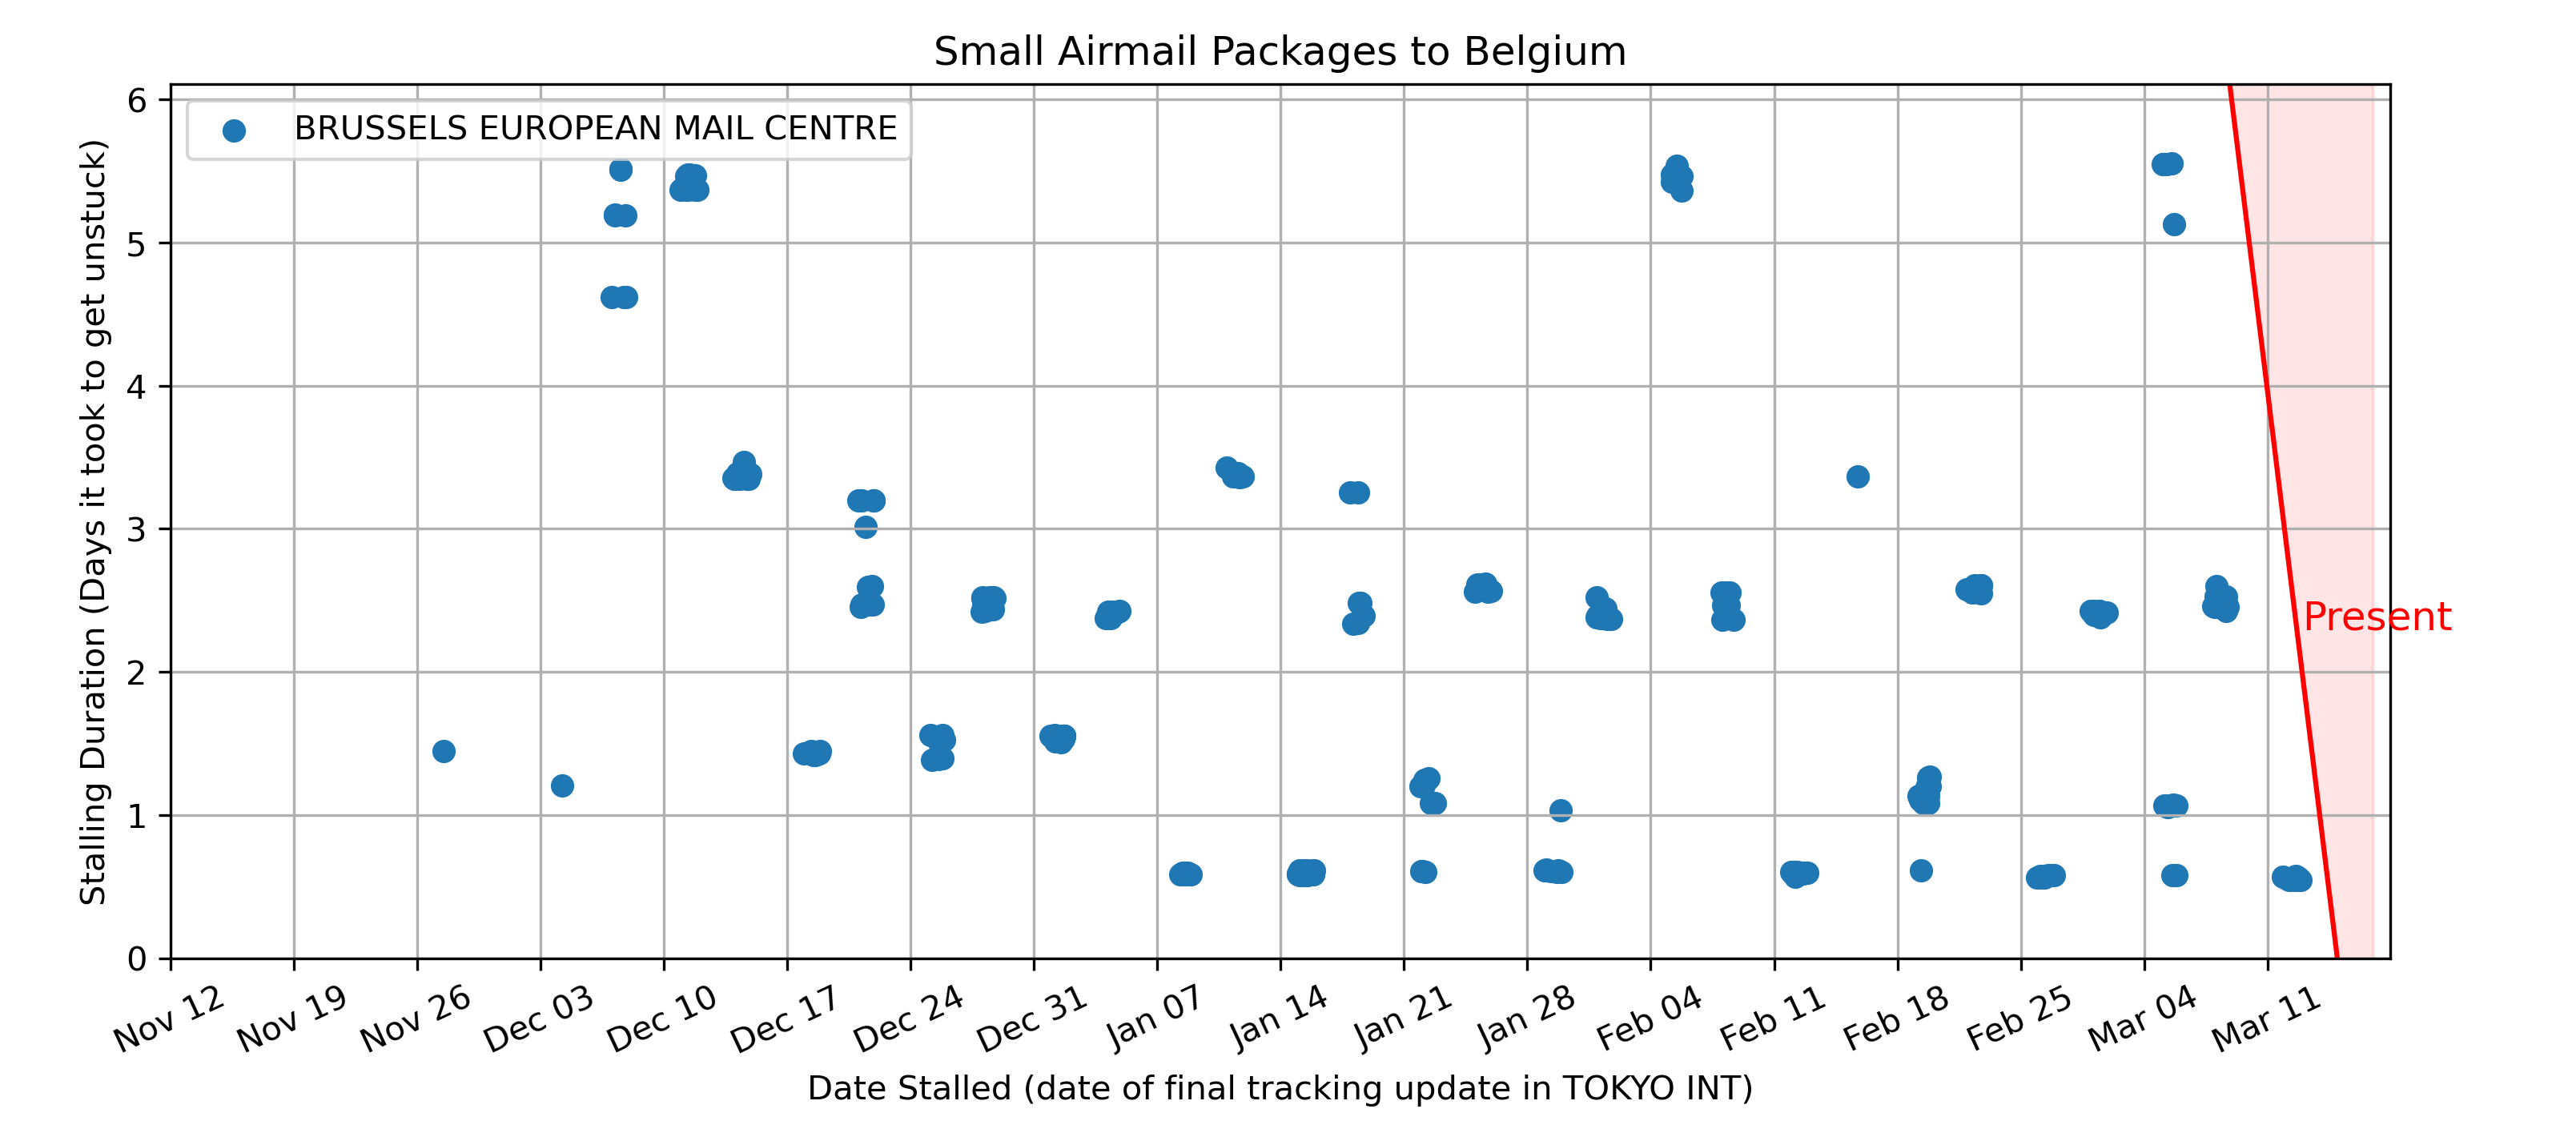 Small Airmail Packages to Belgium
BRUSSELS EUROPEAN MAIL CENTRE
Stalling Duration (Days it took to get unstuck)
6
5
4
3
2
1
0
Present
Nov 12
Nov 19
Nov 26
Dec 03
Dec 10
Dec 17
Dec 24
Dec 31
Jan 07
Jan 14
Jan 21
Jan 28
Feb 04
Feb 11
Feb 18
Feb 25
Mar 04
Mar 11
Date Stalled (date of final tracking update in TOKYO INT)